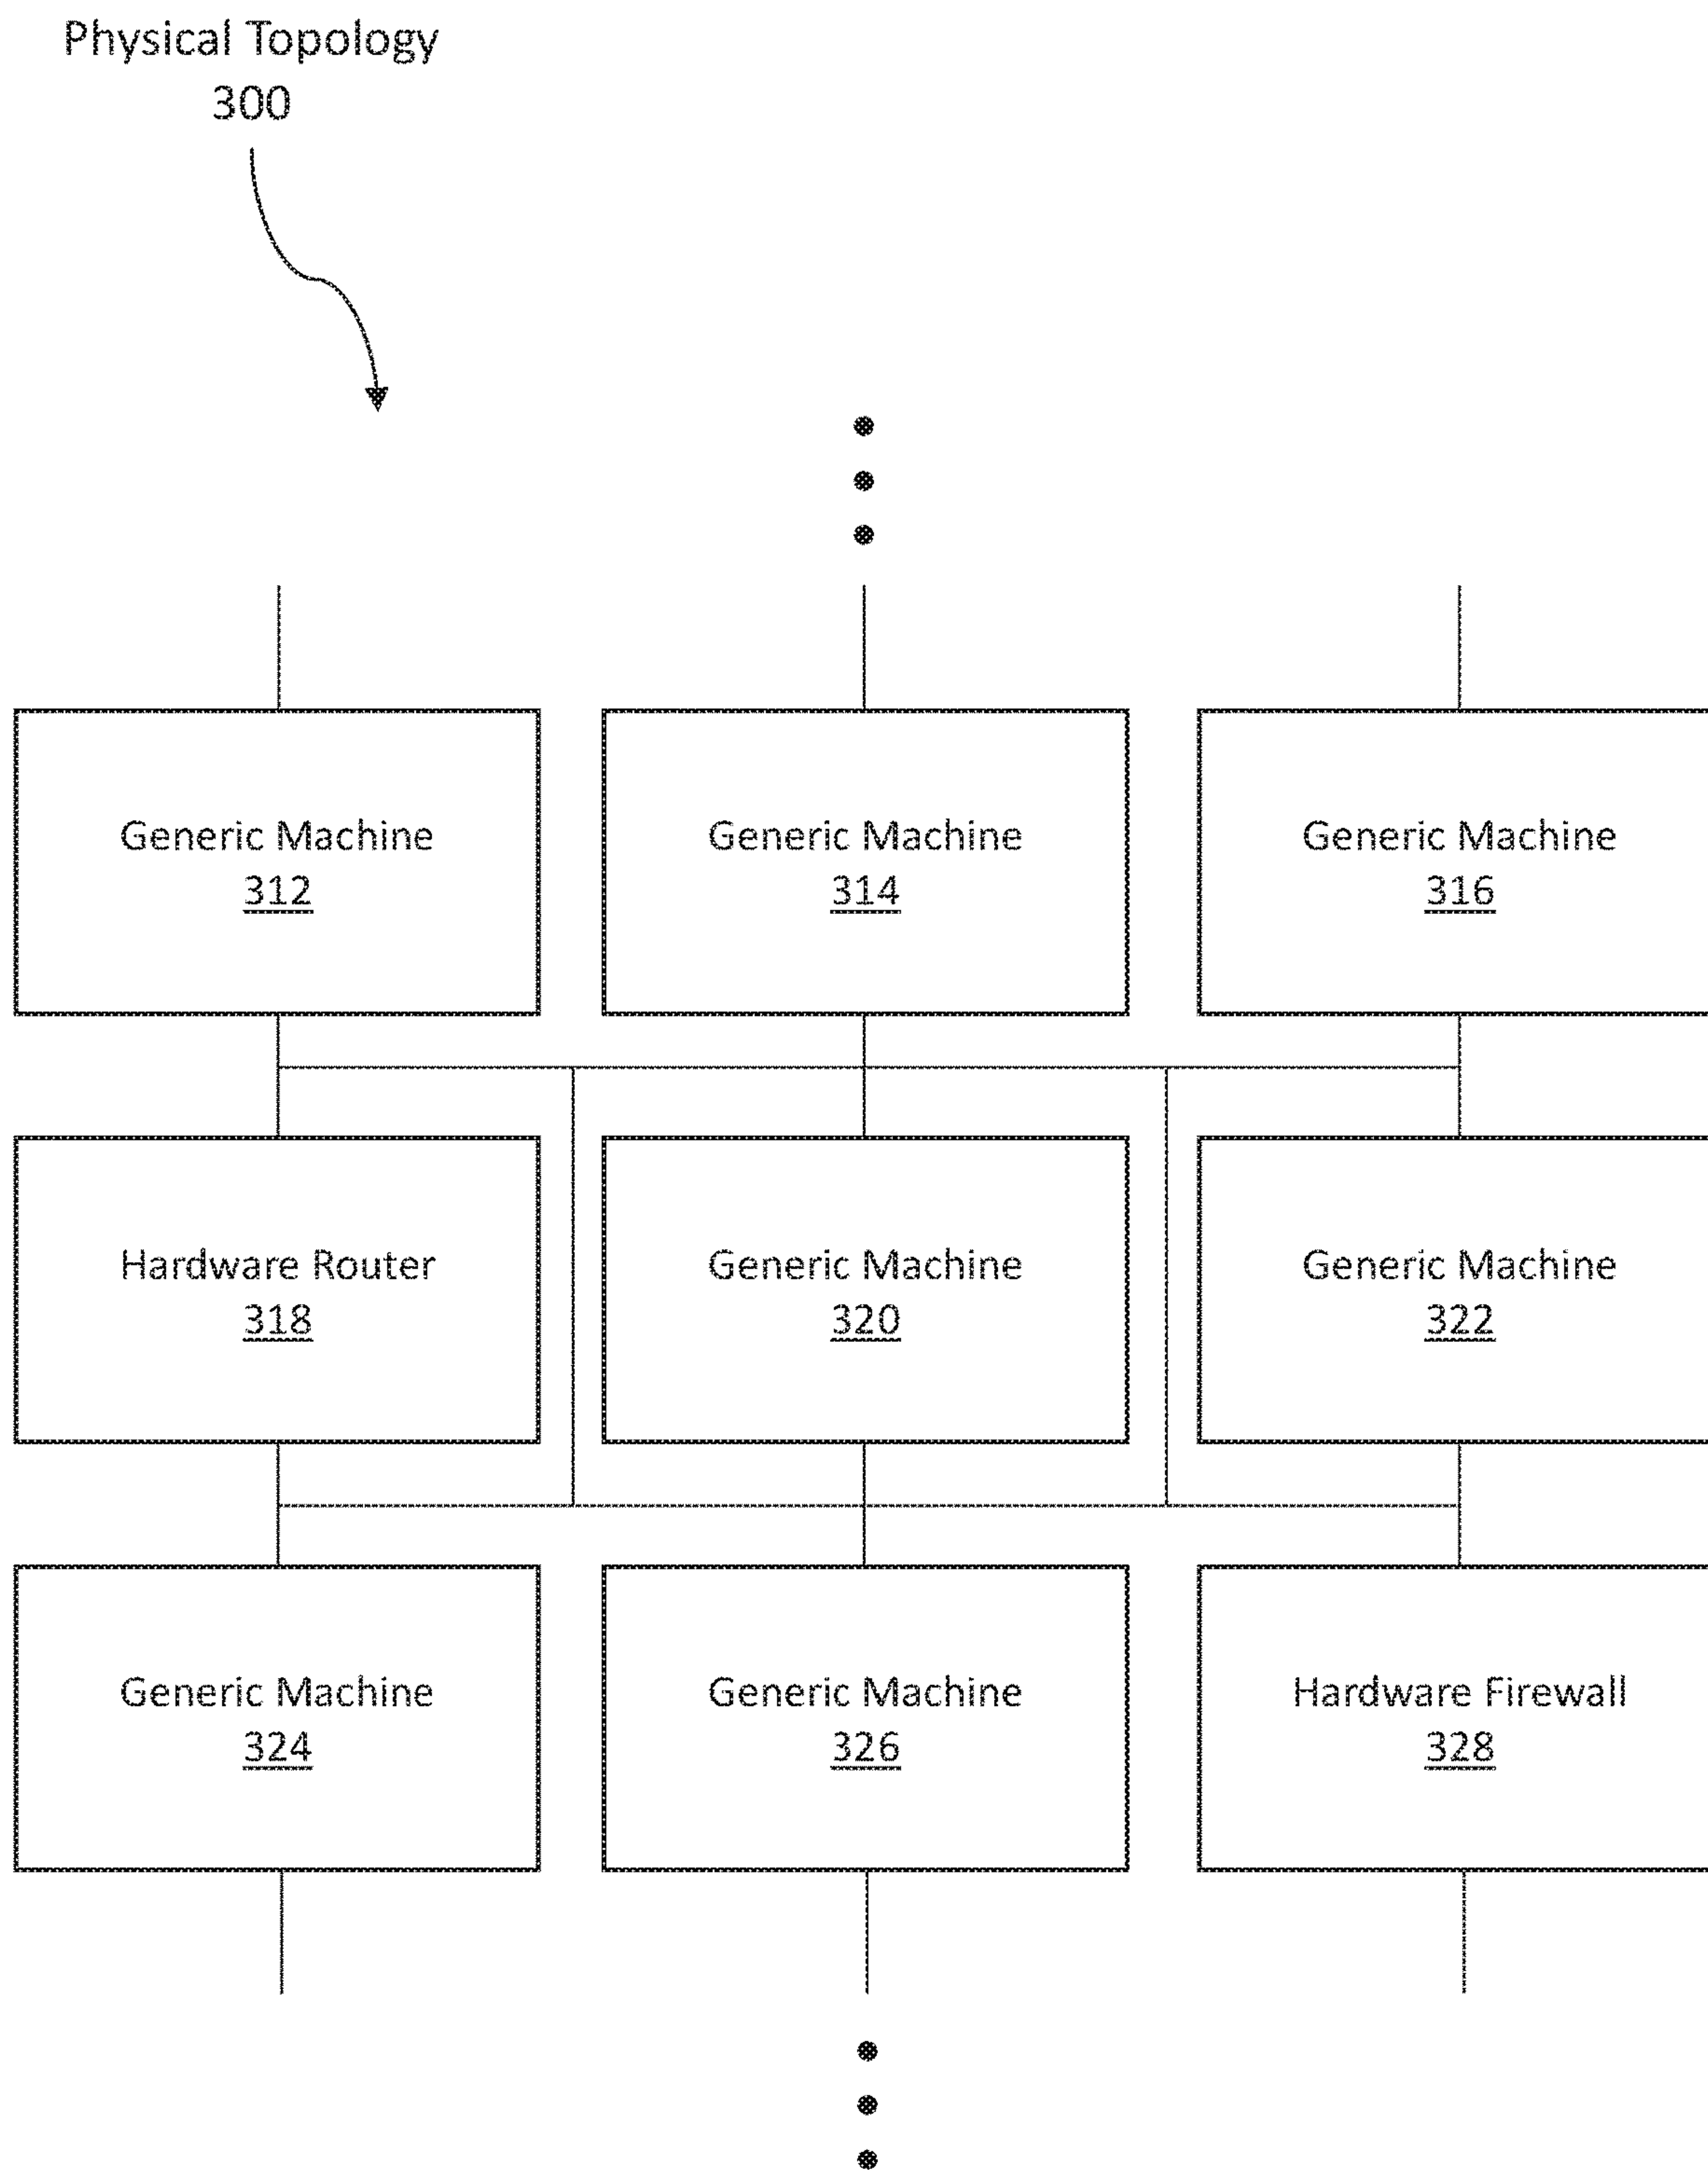 Physical Topology
300
Generic Machine
312
Generic Machine
314
Generic Machine
316
Hardware Router
318
Generic Machine
320
Generic Machine
322
Generic Machine
324
Generic Machine
326
Hardware Firewall
328